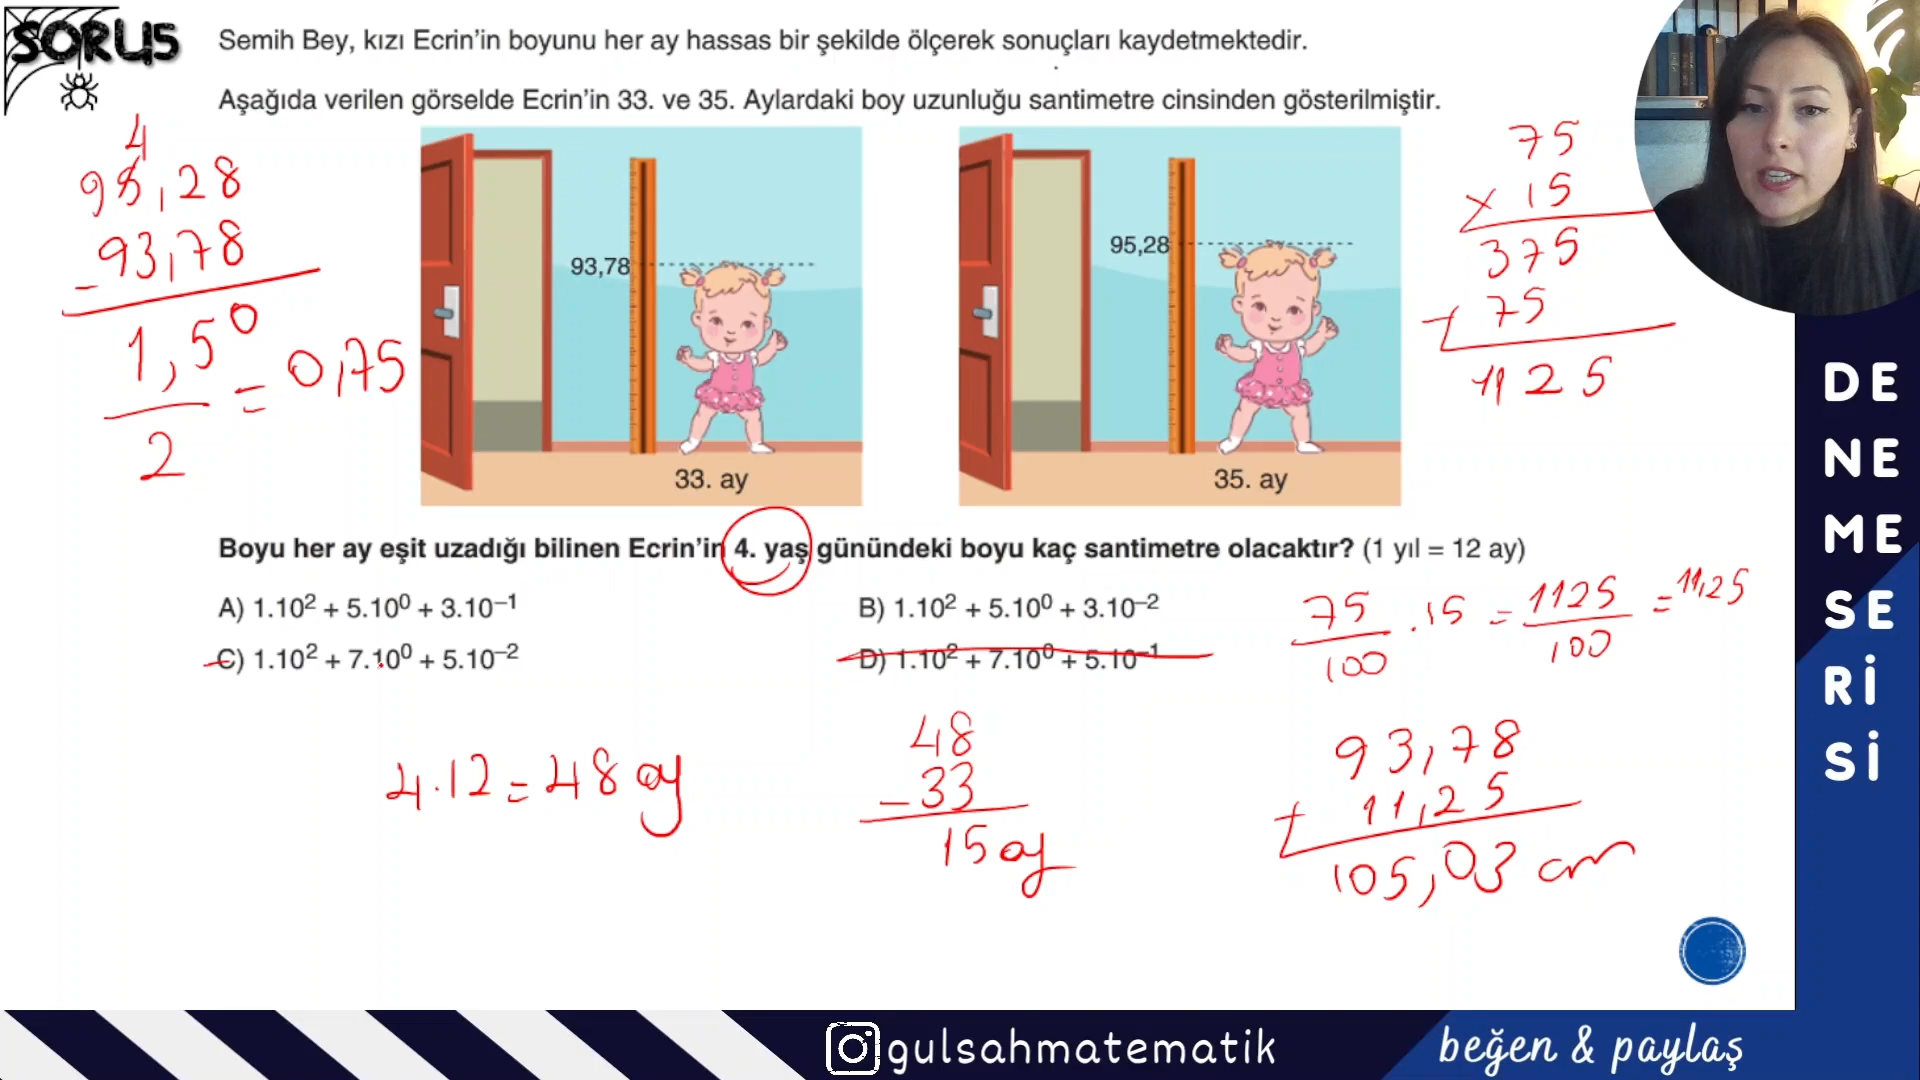 SORU5
Semih Bey, kızı Ecrin'in boyunu her ay hassas bir şekilde ölçerek sonuçları kaydetmektedir.
Aşağıda verilen görselde Ecrin'in 33. ve 35. Aylardaki boy uzunluğu santimetre cinsinden gösterilmiştir.
4
95,28
- 93,78
1,50
2
= 0,75
93,78
33. ay
95,28
35. ay
75
x 15
375
+ 75
1125
Boyu her ay eşit uzadığı bilinen Ecrin'in 4. yaş günündeki boyu kaç santimetre olacaktır? (1 yıl = 12 ay)
A) 1.10² + 5.10⁰ + 3.10⁻¹
B) 1.10² + 5.10⁰ + 3.10⁻²
C) 1.10² + 7.10⁰ + 5.10⁻²
D) 1.10² + 7.10⁰ + 5.10⁻¹
75/100 . 15 = 1125/100 = 11,25
4.12 = 48 ay
48
- 33
15 ay
93,78
+ 11,25
105,03 cm
DE
NE
ME
SE
Rİ
Sİ
gulsahmatematik
beğen & paylaş